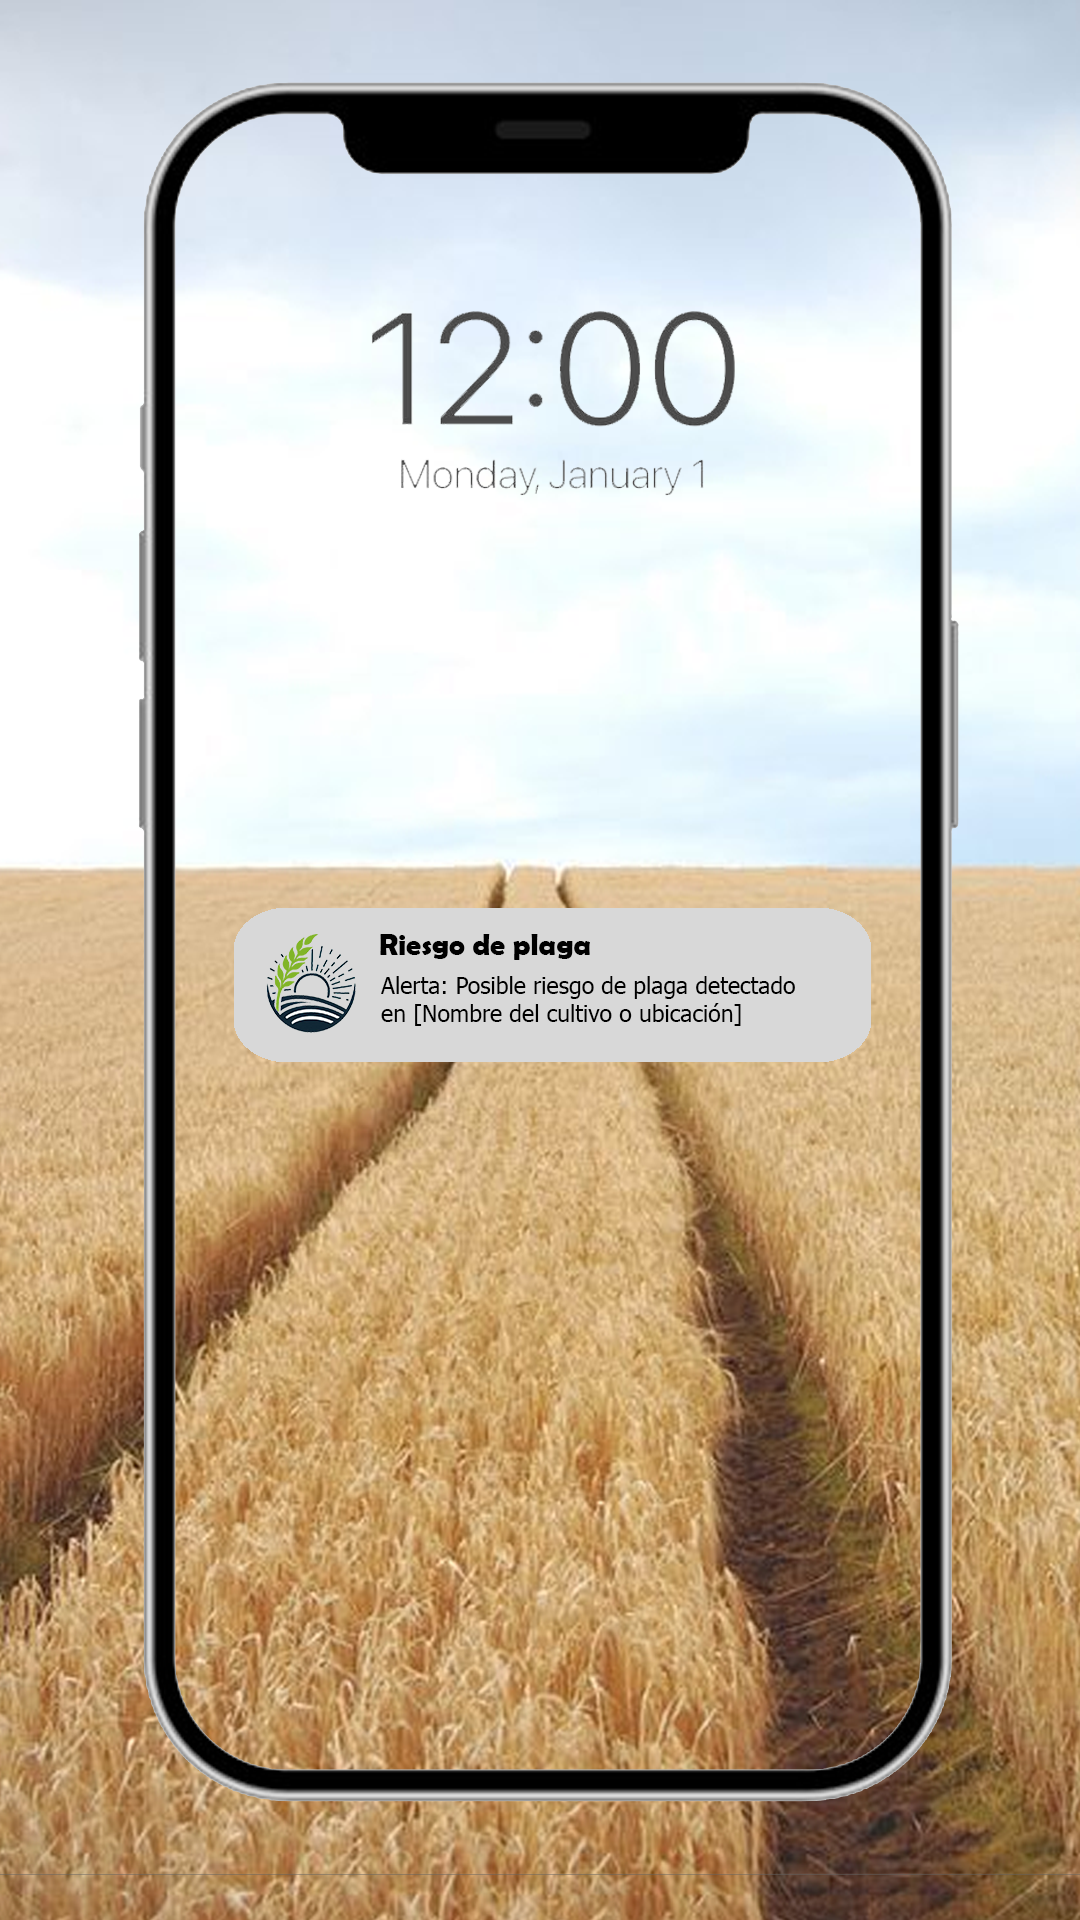 12:00
Monday, January 1
Riesgo de plaga
Alerta: Posible riesgo de plaga detectado
en [Nombre del cultivo o ubicación]